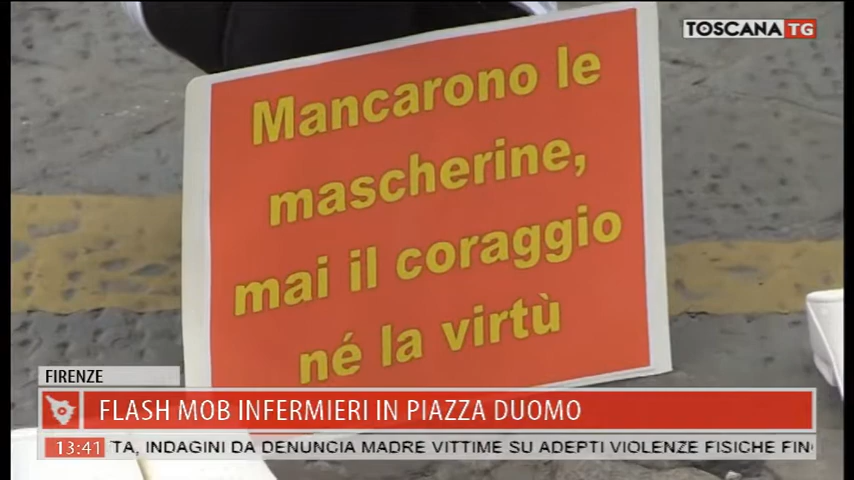 TOSCANA TG
Mancarono le
mascherine,
mai il coraggio
né la virtù
FIRENZE
FLASH MOB INFERMIERI IN PIAZZA DUOMO
13:41 TA, INDAGINI DA DENUNCIA MADRE VITTIME SU ADEPTI VIOLENZE FISICHE FIN